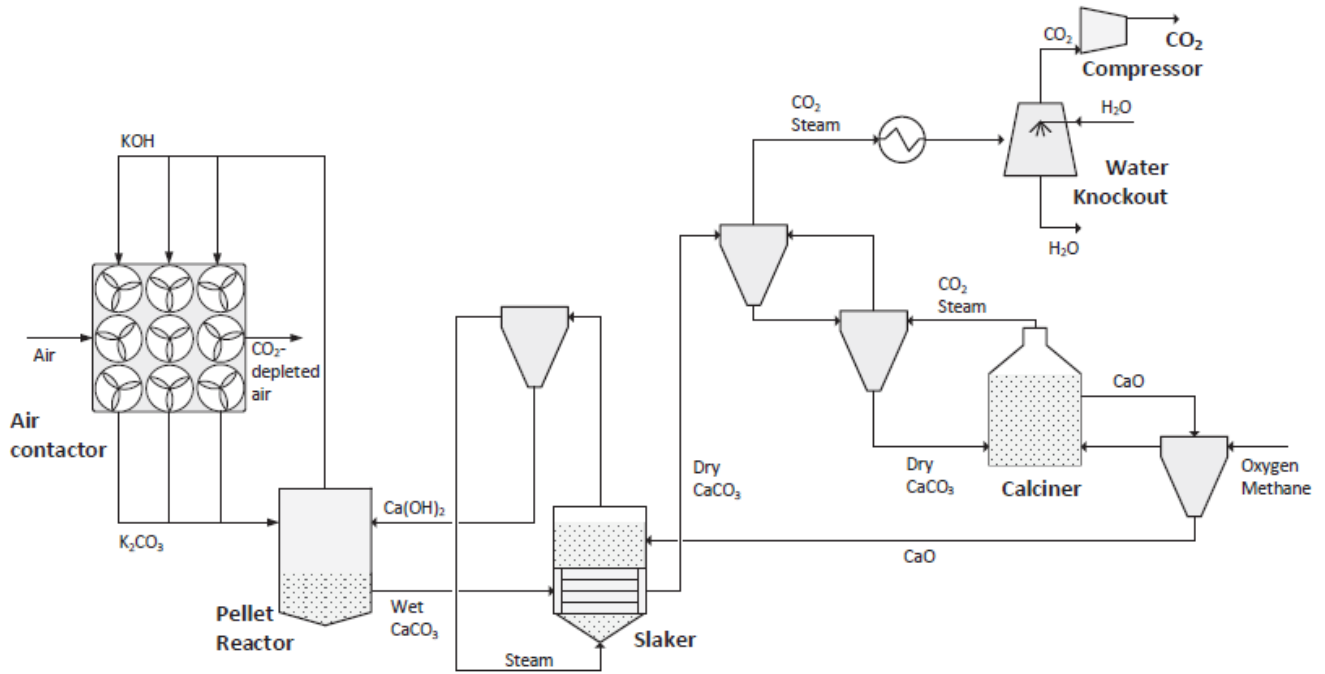 CO₂
CO₂
Compressor
CO₂
Steam
H₂O
KOH
Water
Knockout
H₂O
CO₂
Steam
Air
CO₂-
depleted
air
CaO
Air
contactor
Dry
CaCO₃
Dry
CaCO₃
Calciner
Oxygen
Methane
Ca(OH)₂
K₂CO₃
CaO
Pellet
Reactor
Wet
CaCO₃
Slaker
Steam